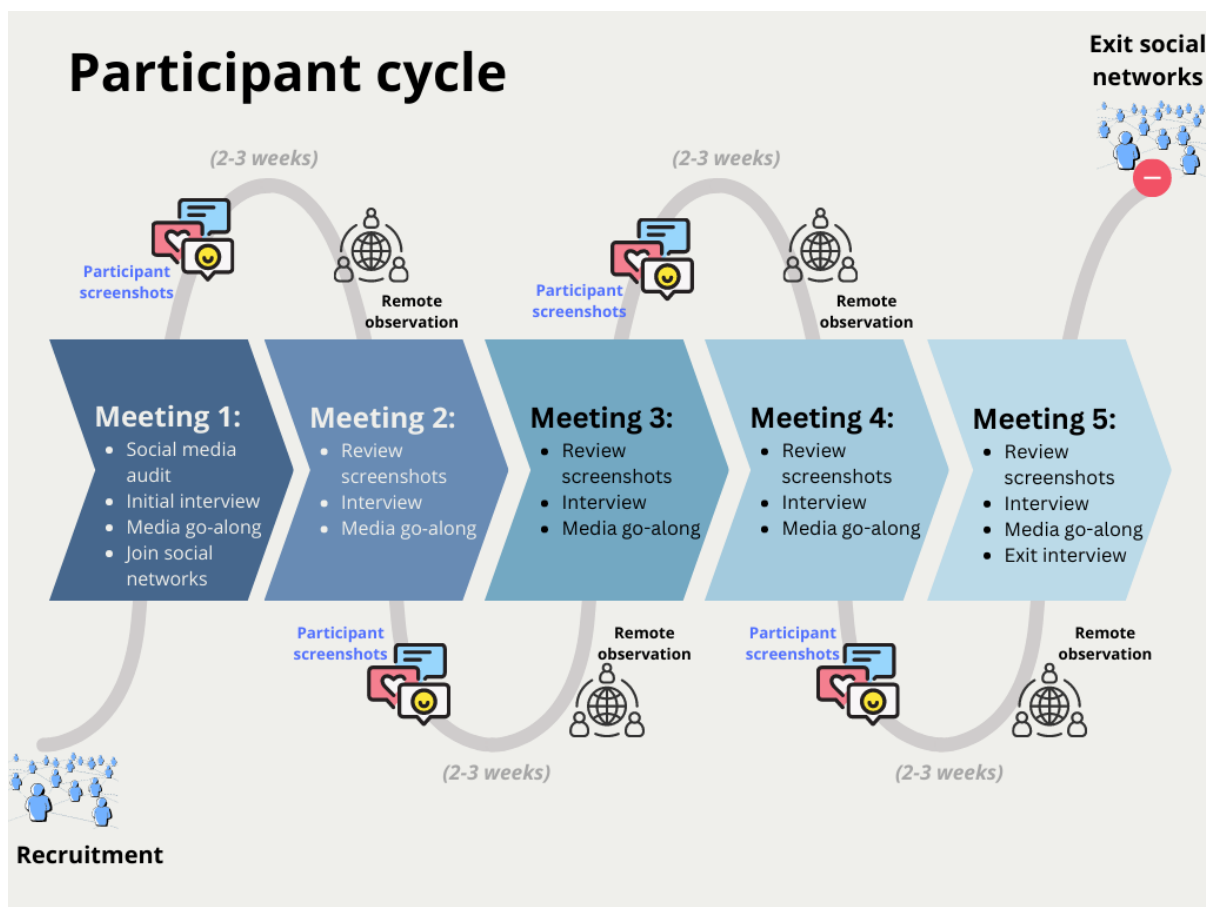 Participant cycle
Exit social
networks
(2-3 weeks)
(2-3 weeks)
Participant
screenshots
Remote
observation
Participant
screenshots
Remote
observation
Meeting 1:
• Social media
audit
• Initial interview
• Media go-along
• Join social
networks
Meeting 2:
• Review
screenshots
• Interview
• Media go-along
Meeting 3:
• Review
screenshots
• Interview
• Media go-along
Meeting 4:
• Review
screenshots
• Interview
• Media go-along
Meeting 5:
• Review
screenshots
• Interview
• Media go-along
• Exit interview
Participant
screenshots
Remote
observation
Participant
screenshots
Remote
observation
(2-3 weeks)
(2-3 weeks)
Recruitment